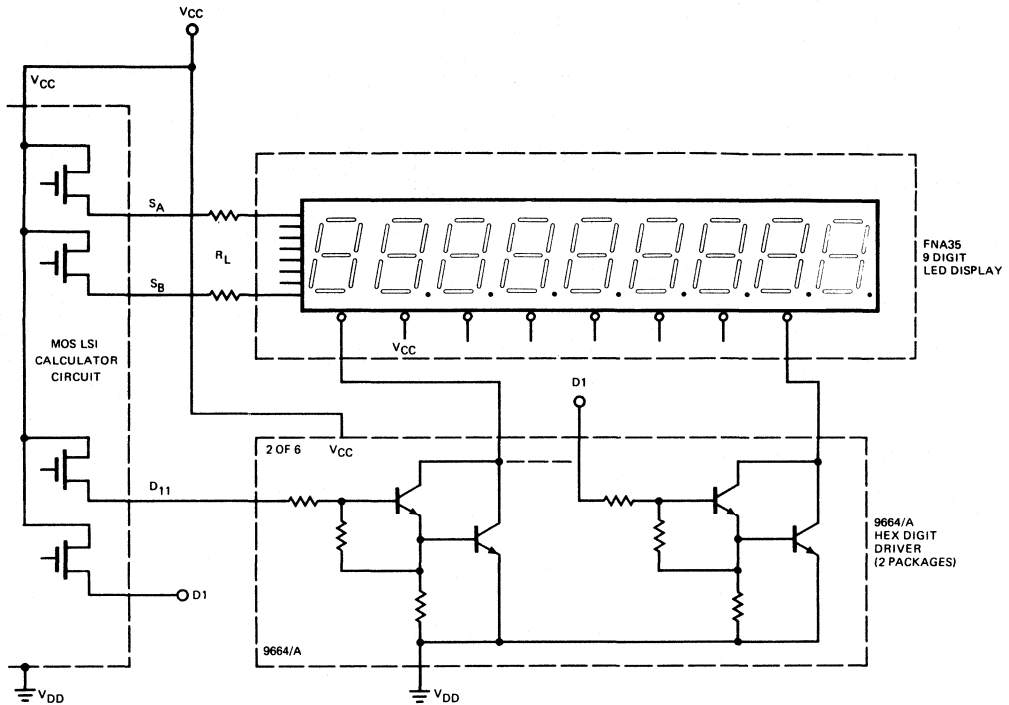 VCC
VCC
SA
RL
SB
FNA35
9 DIGIT
LED DISPLAY
VCC
MOS LSI
CALCULATOR
CIRCUIT
D1
2 OF 6
VCC
D11
9664/A
HEX DIGIT
DRIVER
(2 PACKAGES)
D1
9664/A
VDD
VDD